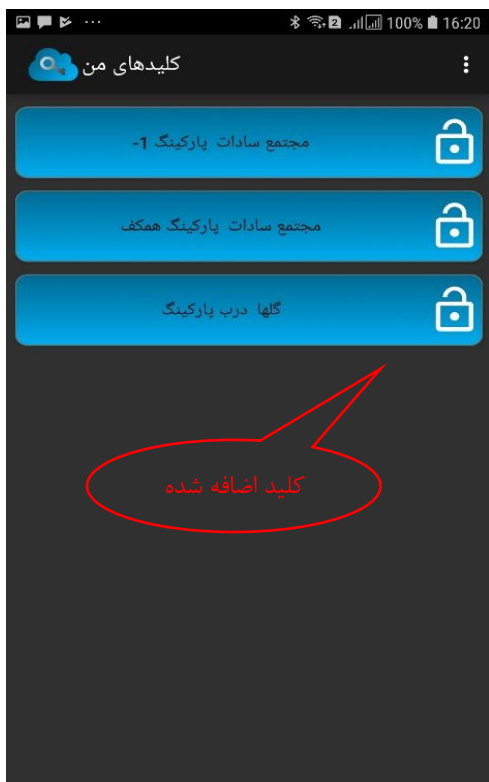 2 100% 16:20
کلیدهای من
مجتمع سادات پارکینگ 1-
مجتمع سادات پارکینگ همکف
گلها درب پارکینگ
کلید اضافه شده